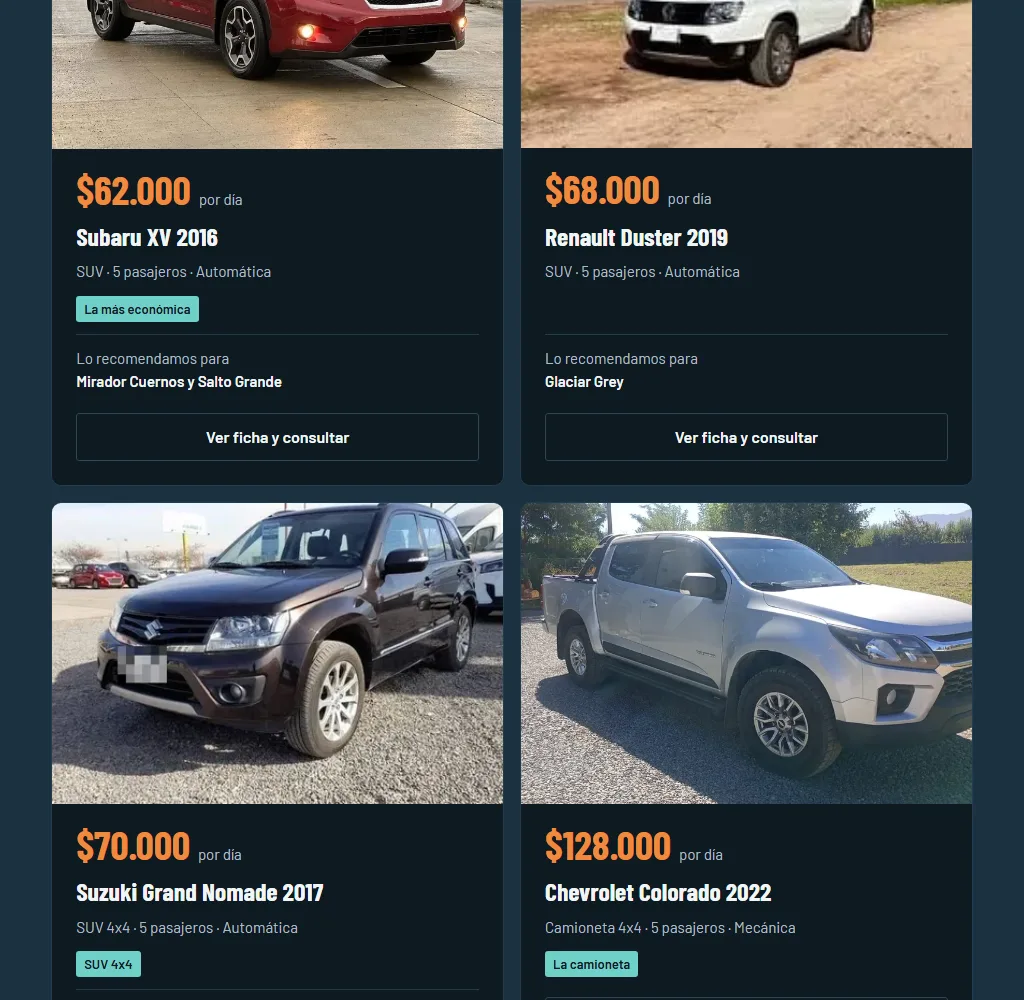 $62.000 por día
Subaru XV 2016
SUV · 5 pasajeros · Automática
La más económica
Lo recomendamos para
Mirador Cuernos y Salto Grande
Ver ficha y consultar
$68.000 por día
Renault Duster 2019
SUV · 5 pasajeros · Automática
Lo recomendamos para
Glaciar Grey
Ver ficha y consultar
$70.000 por día
Suzuki Grand Nomade 2017
SUV 4x4 · 5 pasajeros · Automática
SUV 4x4
$128.000 por día
Chevrolet Colorado 2022
Camioneta 4x4 · 5 pasajeros · Mecánica
La camioneta